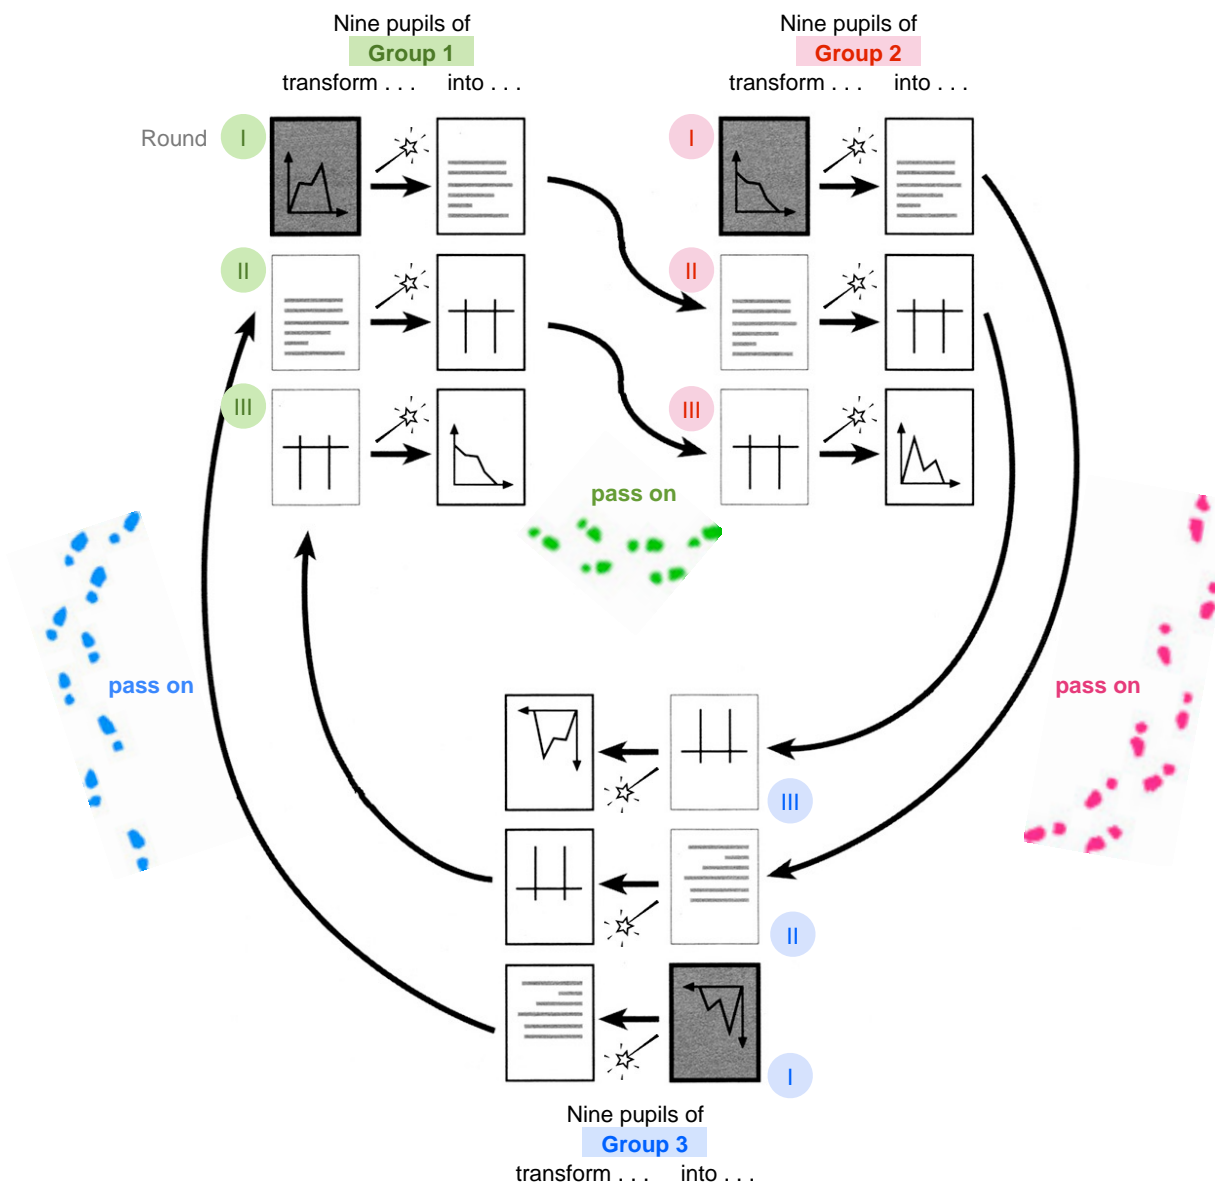 Nine pupils of
Group 1
transform . . . into . . .
Nine pupils of
Group 2
transform . . . into . . .
Round I
II
III
I
II
III
pass on
pass on
pass on
III
II
I
Nine pupils of
Group 3
transform . . . into . . .